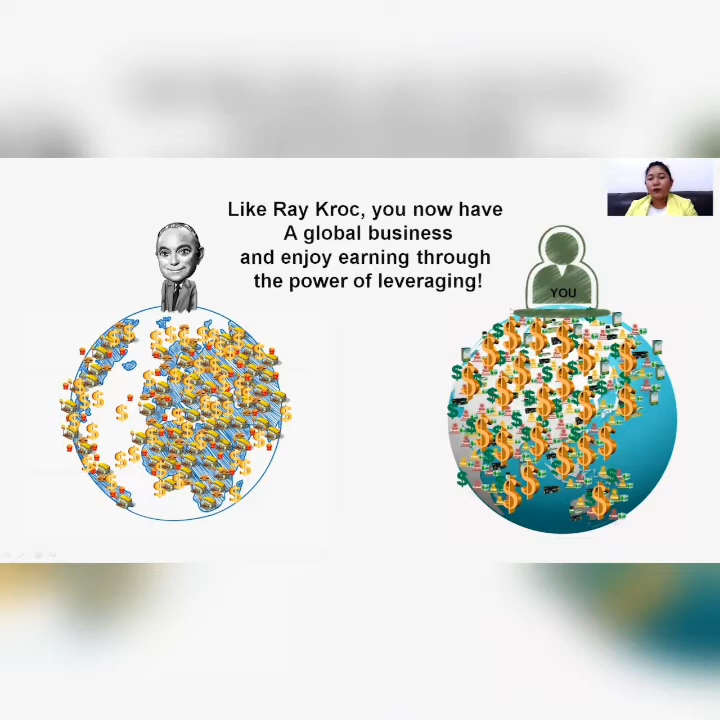 Like Ray Kroc, you now have
A global business
and enjoy earning through
the power of leveraging!
YOU